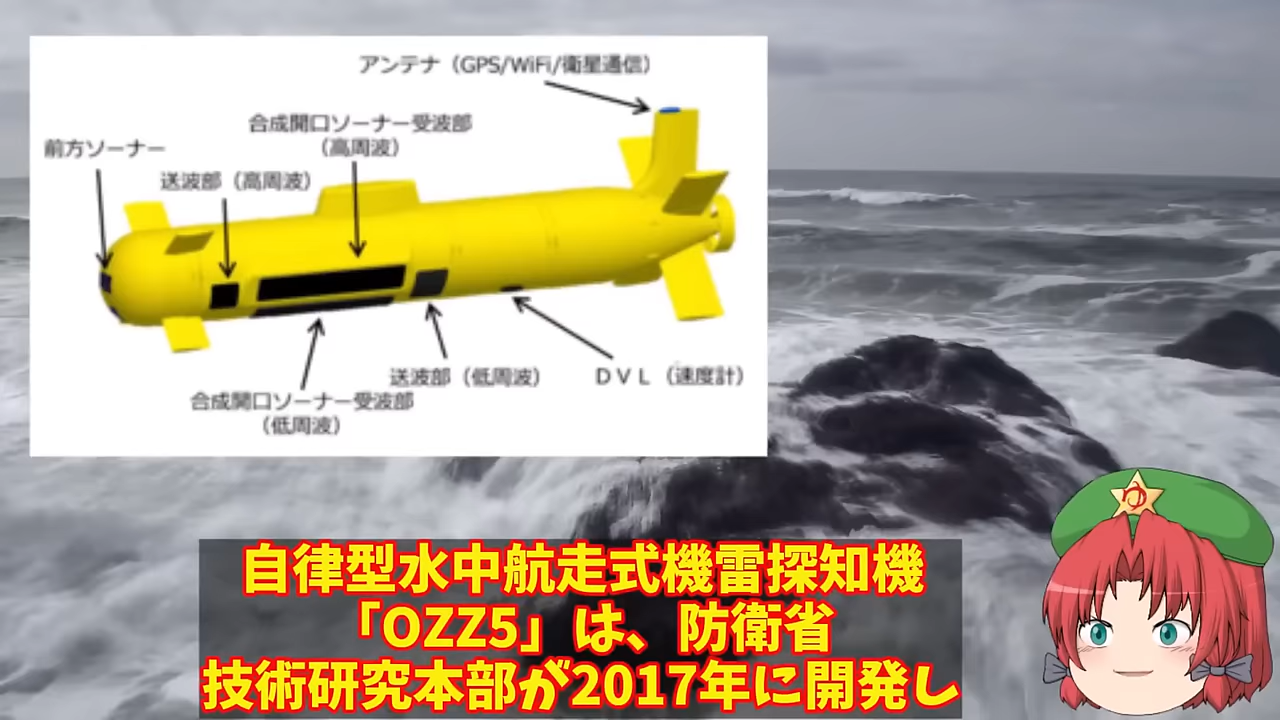 アンテナ（GPS/WiFi/衛星通信）
合成開口ソーナー受波部
（高周波）
前方ソーナー
送波部（高周波）
送波部（低周波）
ＤＶＬ（速度計）
合成開口ソーナー受波部
（低周波）
ゆ
自律型水中航走式機雷探知機
「OZZ5」は、防衛省
技術研究本部が2017年に開発し